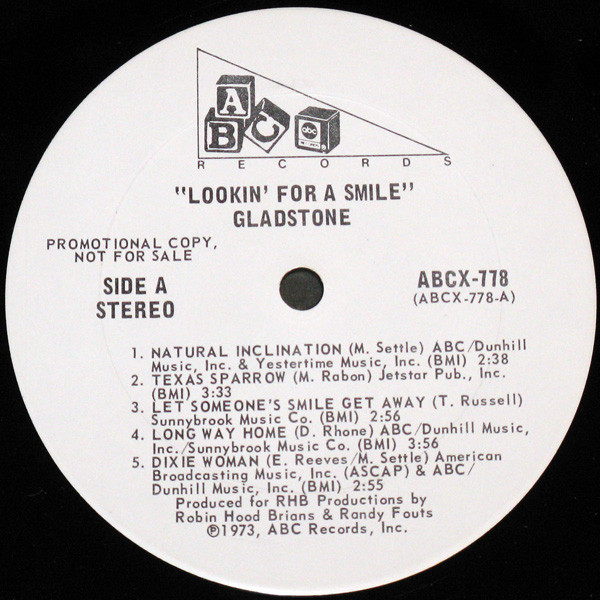 A
B C abc
RECORDS
"LOOKIN' FOR A SMILE"
GLADSTONE
PROMOTIONAL COPY,
NOT FOR SALE
SIDE A
STEREO
ABCX-778
(ABCX-778-A)
1. NATURAL INCLINATION (M. Settle) ABC/Dunhill
Music, Inc. & Yestertime Music, Inc. (BMI) 2:38
2. TEXAS SPARROW (M. Rabon) Jetstar Pub., Inc.
(BMI) 3:33
3. LET SOMEONE'S SMILE GET AWAY (T. Russell)
Sunnybrook Music Co. (BMI) 2:56
4. LONG WAY HOME (D. Rhone) ABC/Dunhill Music,
Inc./Sunnybrook Music Co. (BMI) 3:56
5. DIXIE WOMAN (E. Reeves/M. Settle) American
Broadcasting Music, Inc. (ASCAP) & ABC/
Dunhill Music, Inc. (BMI) 2:55
Produced for RHB Productions by
Robin Hood Brians & Randy Fouts
℗1973, ABC Records, Inc.